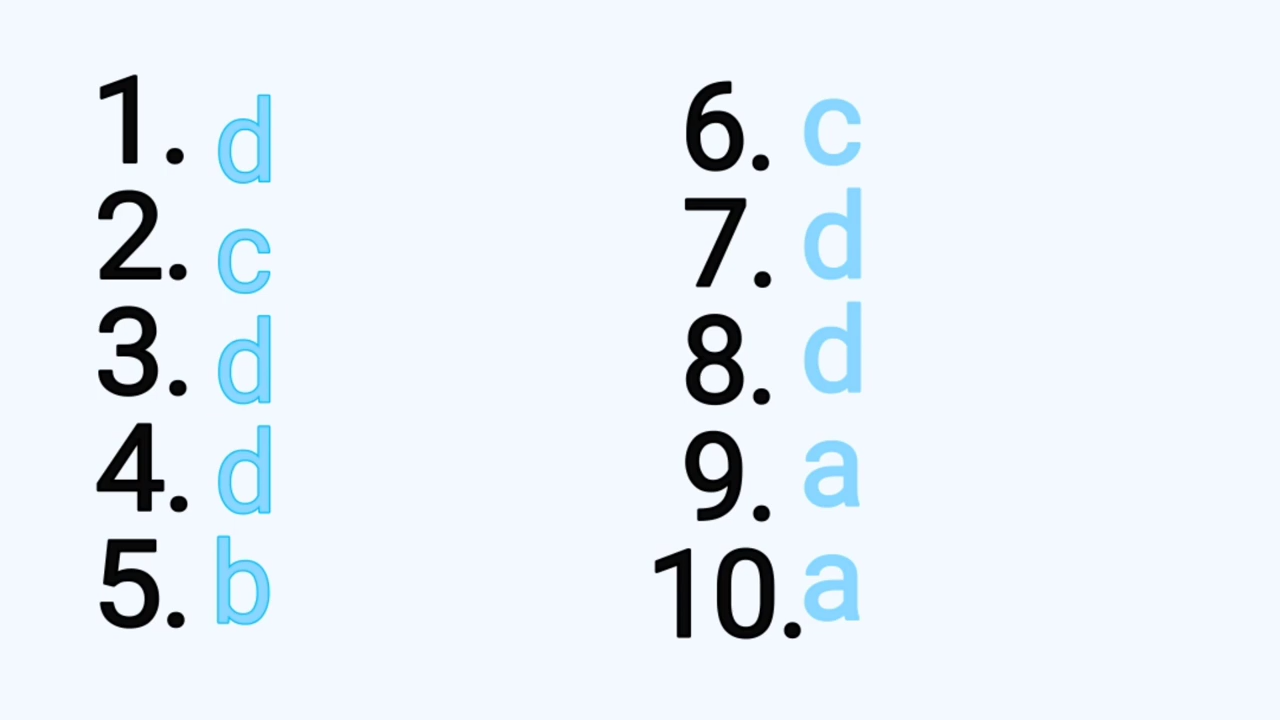 1. d
2. c
3. d
4. d
5. b
6. c
7. d
8. d
9. a
10. a